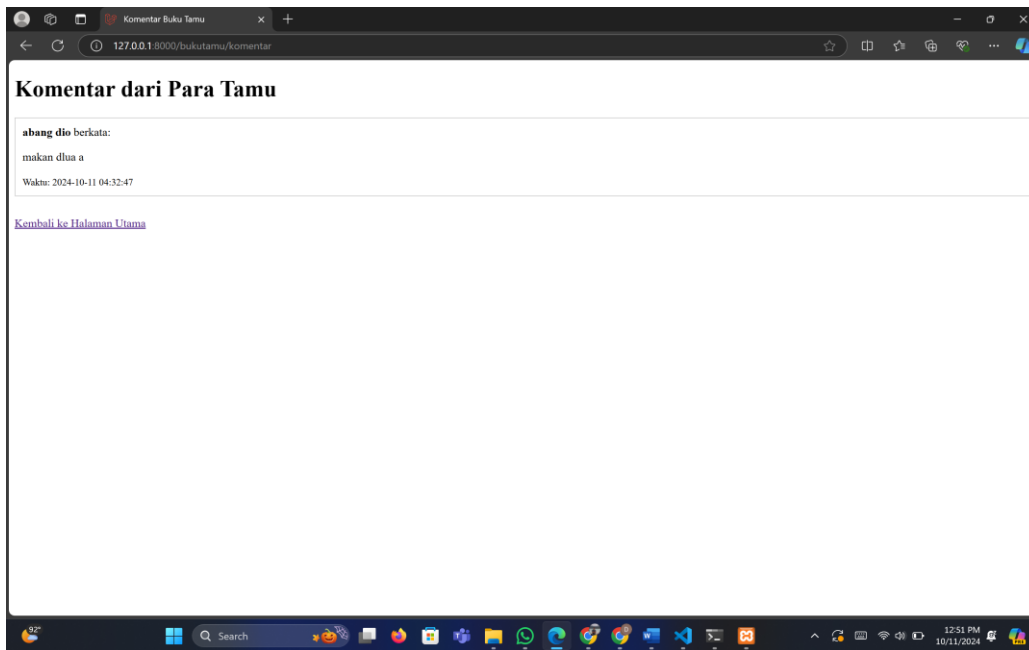 Komentar Buku Tamu
127.0.0.1:8000/bukutamu/komentar
Komentar dari Para Tamu
abang dio berkata:
makan dlua a
Waktu: 2024-10-11 04:32:47
Kembali ke Halaman Utama
92°
Search
12:51 PM
10/11/2024